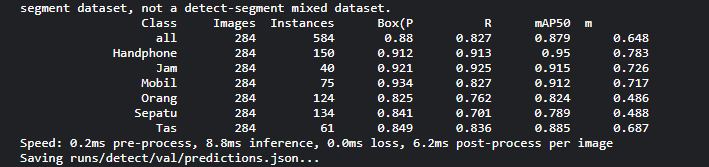 segment dataset, not a detect-segment mixed dataset.
Class Images Instances Box(P R mAP50 m
all 284 584 0.88 0.827 0.879 0.648
Handphone 284 150 0.912 0.913 0.95 0.783
Jam 284 40 0.921 0.925 0.915 0.726
Mobil 284 75 0.934 0.827 0.912 0.717
Orang 284 124 0.825 0.762 0.824 0.486
Sepatu 284 134 0.841 0.701 0.789 0.488
Tas 284 61 0.849 0.836 0.885 0.687
Speed: 0.2ms pre-process, 8.8ms inference, 0.0ms loss, 6.2ms post-process per image
Saving runs/detect/val/predictions.json...